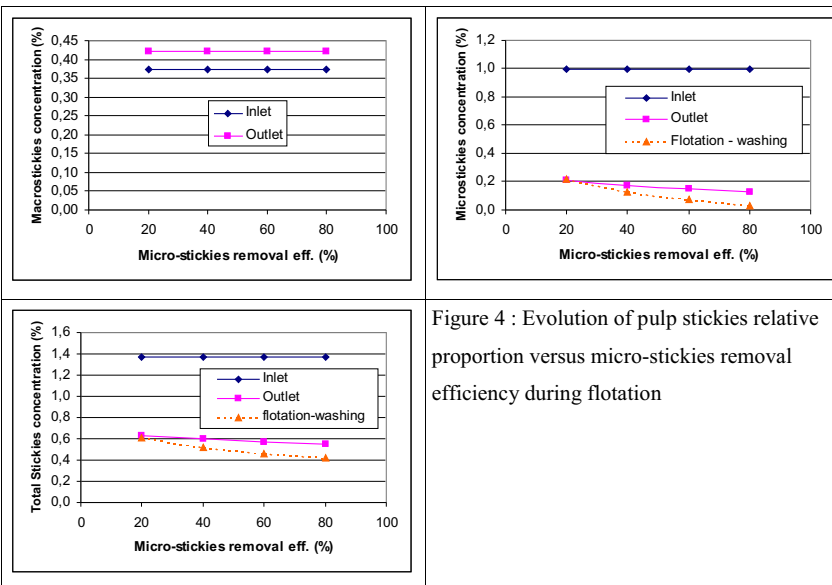 Macrostickies concentration (%)
0,45
0,40
0,35
0,30
0,25
0,20
0,15
0,10
0,05
0,00
Inlet
Outlet
0 20 40 60 80 100
Micro-stickies removal eff. (%)
Microstickies concentration (%)
1,2
1,0
0,8
0,6
0,4
0,2
0,0
Inlet
Outlet
Flotation - washing
0 20 40 60 80 100
Micro-stickies removal eff. (%)
Total Stickies concentration (%)
1,6
1,4
1,2
1,0
0,8
0,6
0,4
0,2
0,0
Inlet
Outlet
flotation-washing
0 20 40 60 80 100
Micro-stickies removal eff. (%)
Figure 4 : Evolution of pulp stickies relative
proportion versus micro-stickies removal
efficiency during flotation